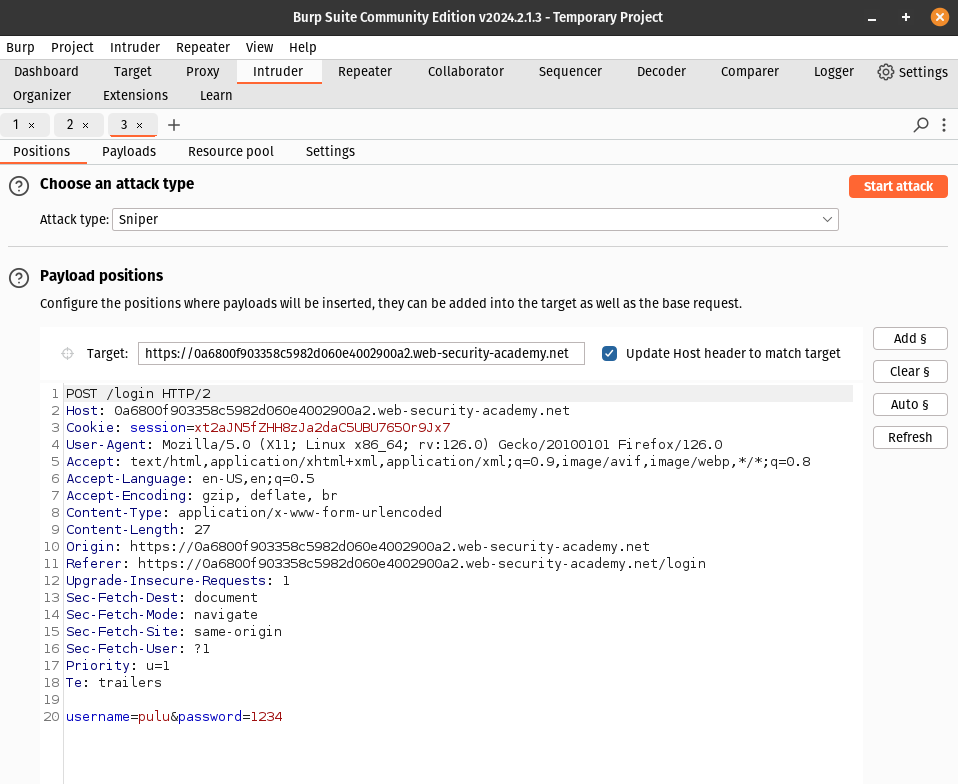 Burp Suite Community Edition v2024.2.1.3 - Temporary Project
Burp Project Intruder Repeater View Help
Dashboard Target Proxy Intruder Repeater Collaborator Sequencer Decoder Comparer Logger Settings
Organizer Extensions Learn
1 × 2 × 3 × +
Positions Payloads Resource pool Settings
? Choose an attack type Start attack
Attack type: Sniper
? Payload positions
Configure the positions where payloads will be inserted, they can be added into the target as well as the base request.
Target: https://0a6800f903358c5982d060e4002900a2.web-security-academy.net Update Host header to match target
Add §
Clear §
Auto §
Refresh
1 POST /login HTTP/2
2 Host: 0a6800f903358c5982d060e4002900a2.web-security-academy.net
3 Cookie: session=xt2aJN5fZHH8zJa2daC5UBU765Or9Jx7
4 User-Agent: Mozilla/5.0 (X11; Linux x86_64; rv:126.0) Gecko/20100101 Firefox/126.0
5 Accept: text/html,application/xhtml+xml,application/xml;q=0.9,image/avif,image/webp,*/*;q=0.8
6 Accept-Language: en-US,en;q=0.5
7 Accept-Encoding: gzip, deflate, br
8 Content-Type: application/x-www-form-urlencoded
9 Content-Length: 27
10 Origin: https://0a6800f903358c5982d060e4002900a2.web-security-academy.net
11 Referer: https://0a6800f903358c5982d060e4002900a2.web-security-academy.net/login
12 Upgrade-Insecure-Requests: 1
13 Sec-Fetch-Dest: document
14 Sec-Fetch-Mode: navigate
15 Sec-Fetch-Site: same-origin
16 Sec-Fetch-User: ?1
17 Priority: u=1
18 Te: trailers
19
20 username=pulu&password=1234